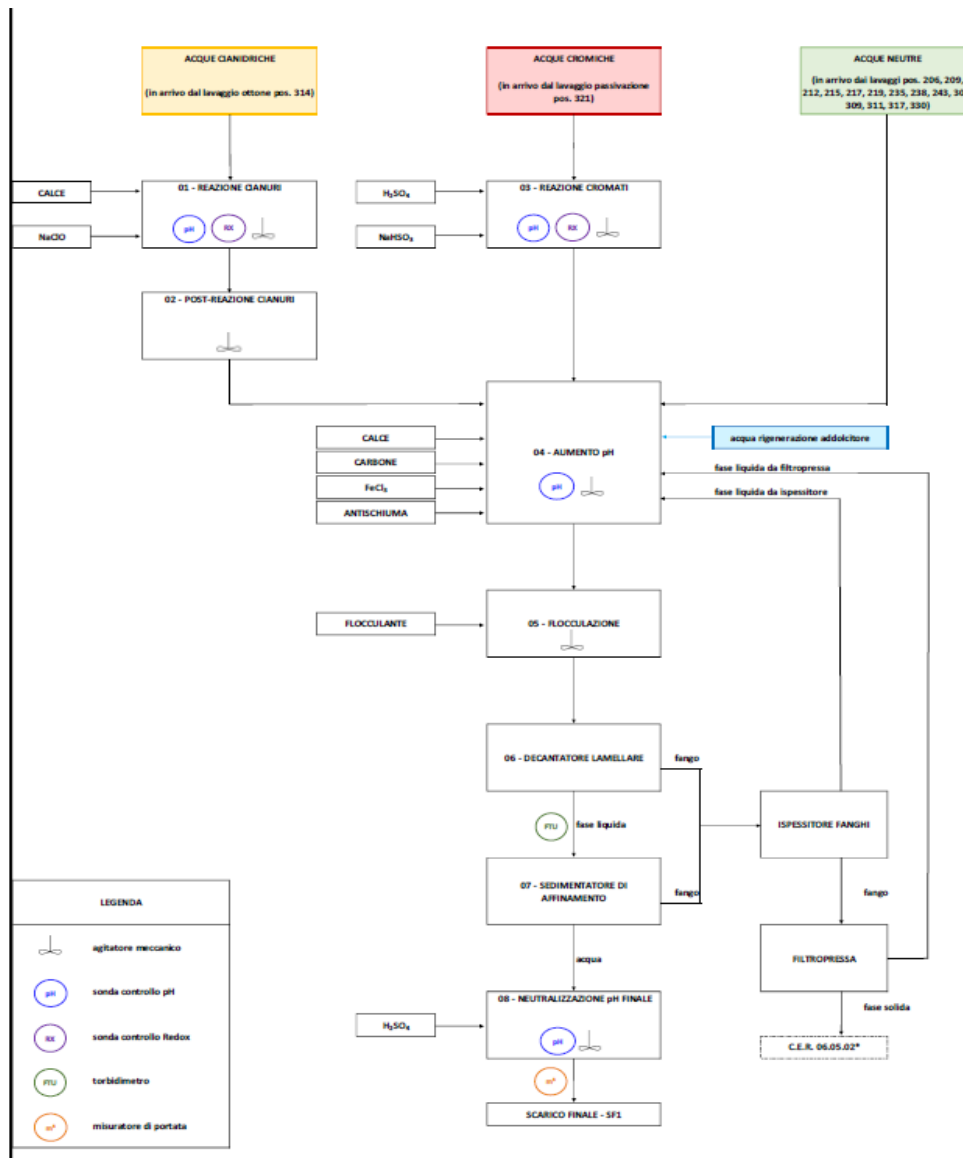 ACQUE CIANIDRICHE
(in arrivo dal lavaggio ottone pos. 314)
ACQUE CROMICHE
(in arrivo dal lavaggio passivazione
pos. 321)
ACQUE NEUTRE
(in arrivo dai lavaggi pos. 206, 209,
212, 215, 217, 219, 235, 238, 243, 30
309, 311, 317, 330)
CALCE
NaClO
01 - REAZIONE CIANURI
pH
RX
H₂SO₄
NaHSO₃
03 - REAZIONE CROMATI
pH
RX
02 - POST-REAZIONE CIANURI
CALCE
CARBONE
FeCl₃
ANTISCHIUMA
04 - AUMENTO pH
pH
acqua rigenerazione addolcitore
fase liquida da filtropressa
fase liquida da ispessitore
FLOCCULANTE
05 - FLOCCULAZIONE
06 - DECANTATORE LAMELLARE
fango
FTU
fase liquida
ISPESSITORE FANGHI
07 - SEDIMENTATORE DI
AFFINAMENTO
fango
fango
acqua
FILTROPRESSA
fase solida
H₂SO₄
08 - NEUTRALIZZAZIONE pH FINALE
pH
m³
C.E.R. 06.05.02*
SCARICO FINALE - SF1
LEGENDA
agitatore meccanico
pH
sonda controllo pH
RX
sonda controllo Redox
FTU
torbidimetro
m³
misuratore di portata